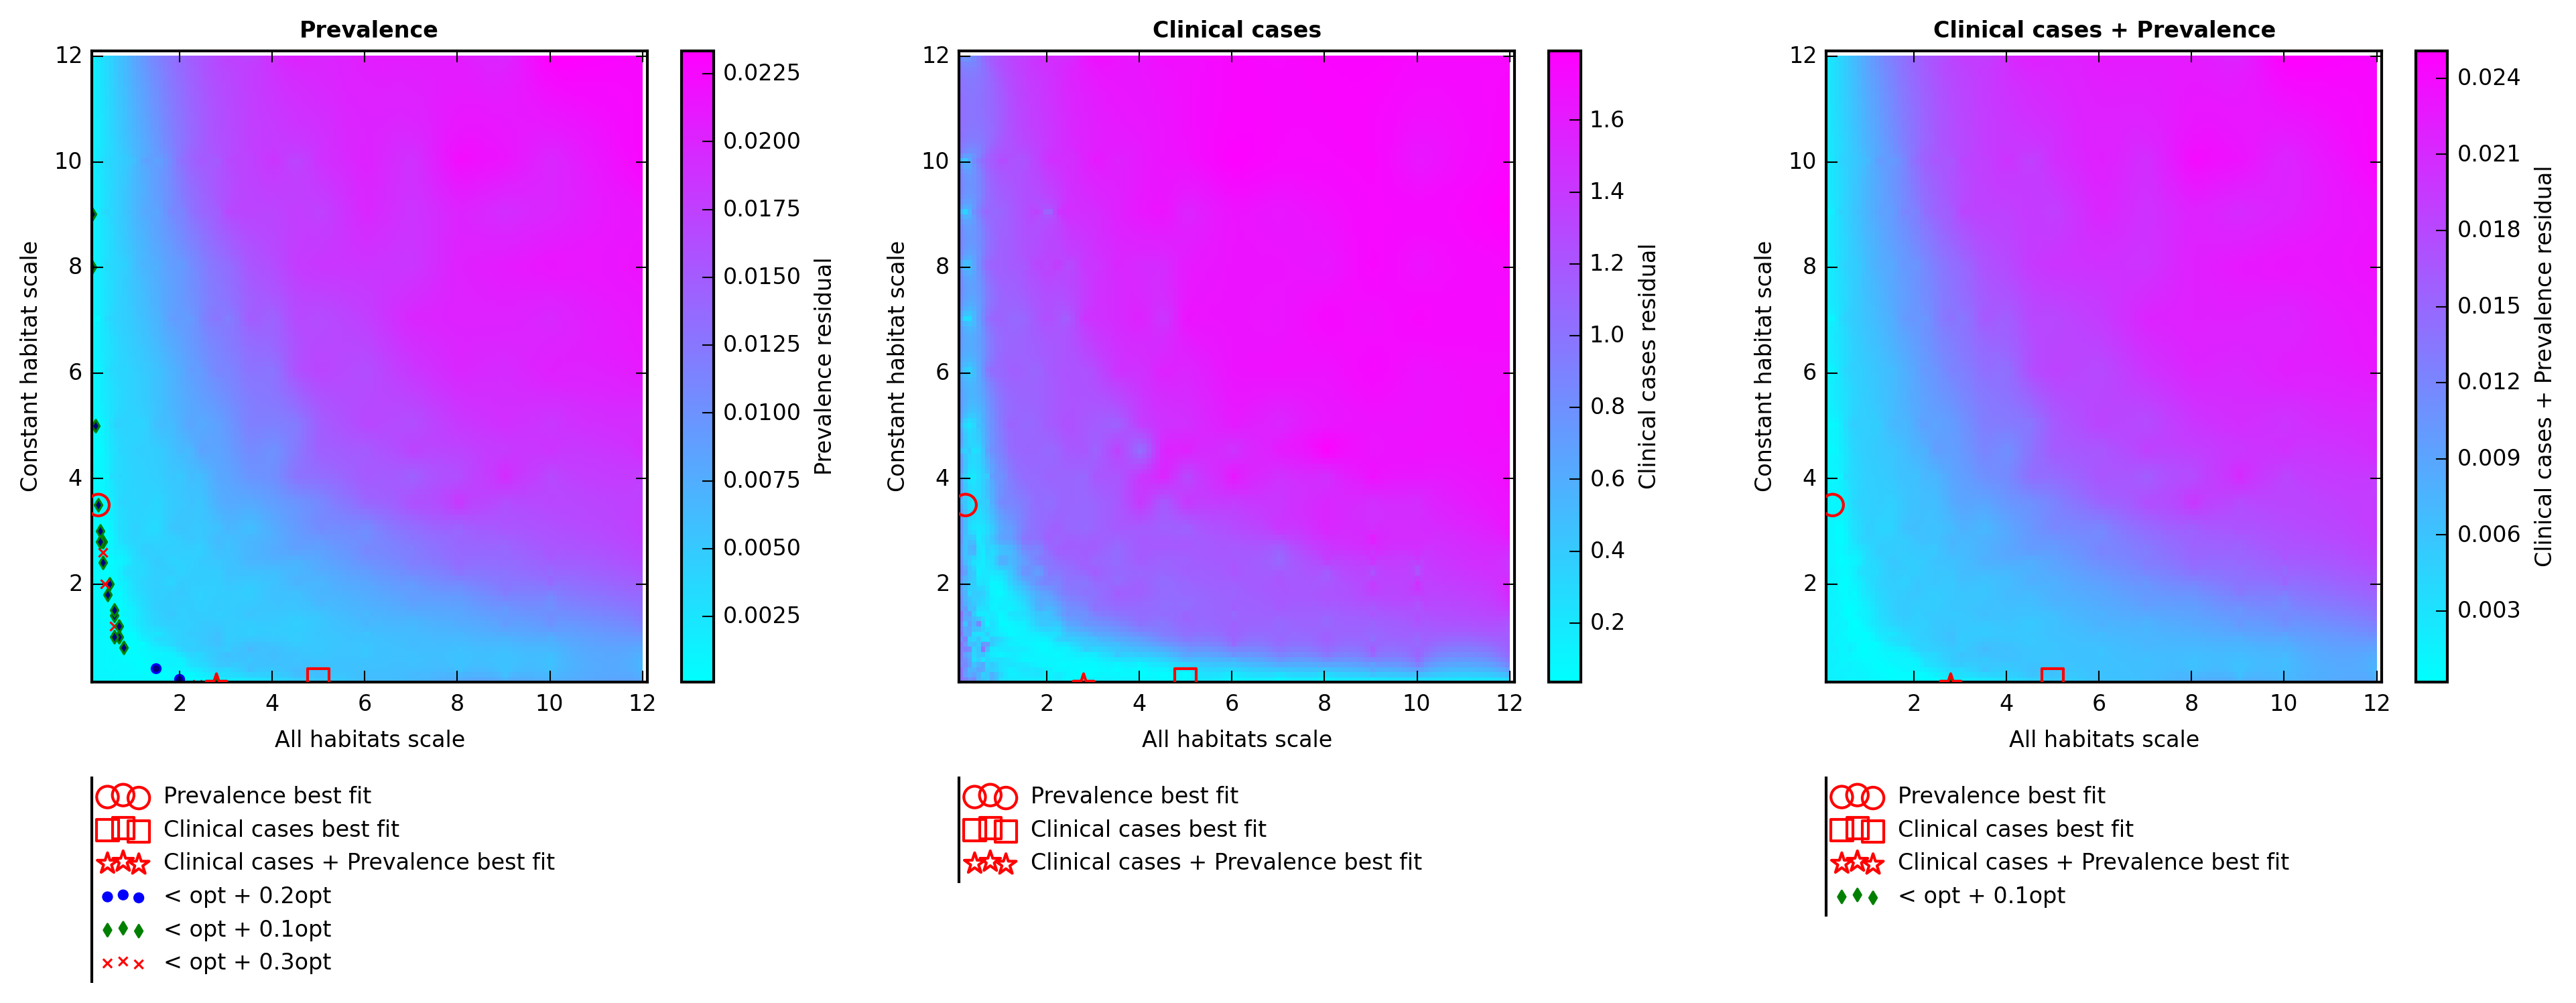 Prevalence
12
10
8
6
4
2
Constant habitat scale
2 4 6 8 10 12
All habitats scale
0.0225
0.0200
0.0175
0.0150
0.0125
0.0100
0.0075
0.0050
0.0025
Prevalence residual
Prevalence best fit
Clinical cases best fit
Clinical cases + Prevalence best fit
< opt + 0.2opt
< opt + 0.1opt
< opt + 0.3opt
Clinical cases
12
10
8
6
4
2
Constant habitat scale
2 4 6 8 10 12
All habitats scale
1.6
1.4
1.2
1.0
0.8
0.6
0.4
0.2
Clinical cases residual
Prevalence best fit
Clinical cases best fit
Clinical cases + Prevalence best fit
Clinical cases + Prevalence
12
10
8
6
4
2
Constant habitat scale
2 4 6 8 10 12
All habitats scale
0.024
0.021
0.018
0.015
0.012
0.009
0.006
0.003
Clinical cases + Prevalence residual
Prevalence best fit
Clinical cases best fit
Clinical cases + Prevalence best fit
< opt + 0.1opt